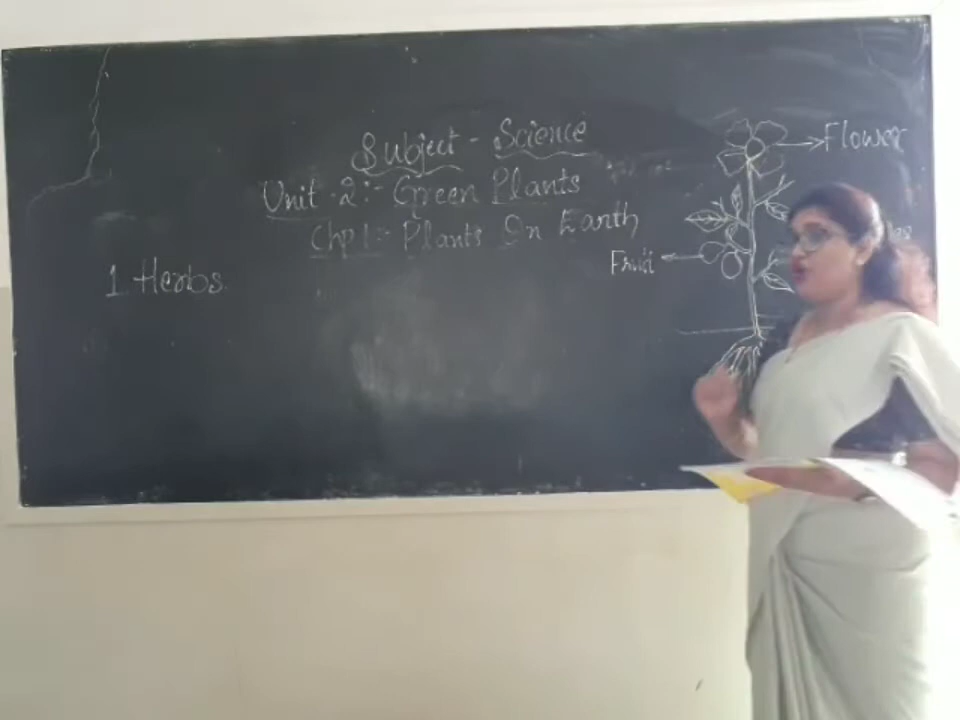 Subject - Science
Unit-2:- Green Plants
Chp 1:- Plants On Earth
1 Herbs
Flower
Fruit